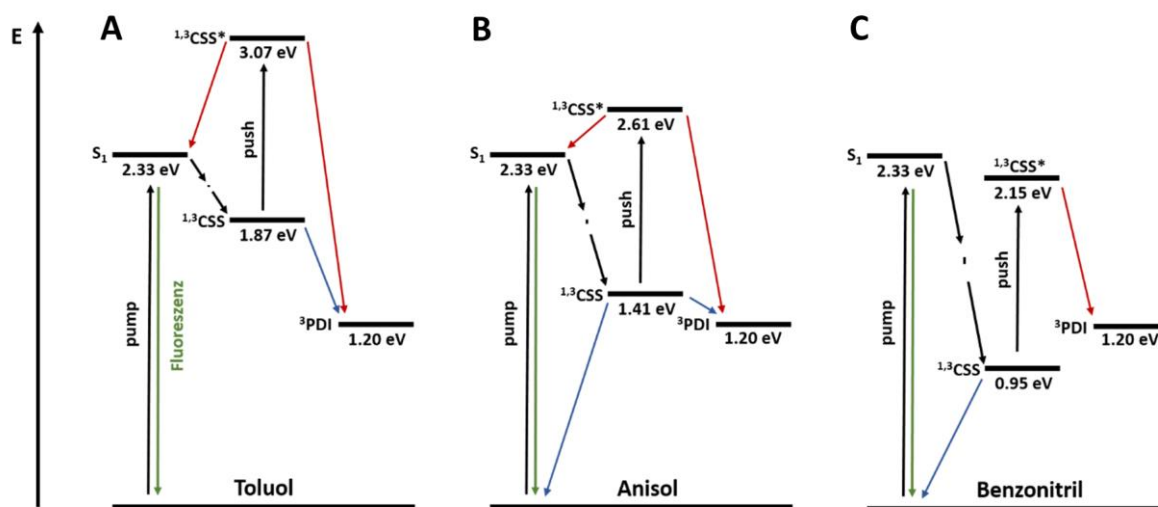 E
A
¹,³CSS*
3.07 eV
S₁
2.33 eV
push
¹,³CSS
1.87 eV
pump
Fluoreszenz
³PDI
1.20 eV
Toluol
B
¹,³CSS*
2.61 eV
S₁
2.33 eV
push
¹,³CSS
1.41 eV
pump
³PDI
1.20 eV
Anisol
C
S₁
2.33 eV
¹,³CSS*
2.15 eV
push
pump
³PDI
1.20 eV
¹,³CSS
0.95 eV
Benzonitril